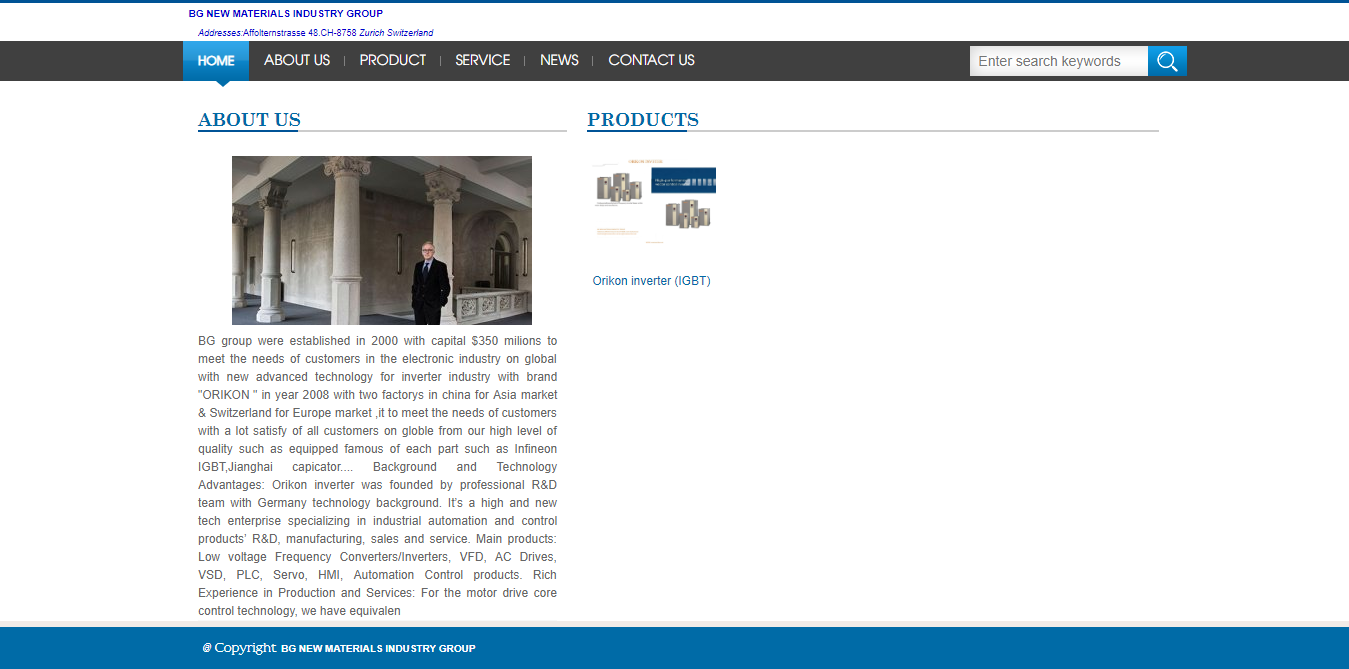 BG NEW MATERIALS INDUSTRY GROUP
Addresses:Affolternstrasse 48.CH-8758 Zurich Switzerland
HOME
ABOUT US
PRODUCT
SERVICE
NEWS
CONTACT US
Enter search keywords
ABOUT US
BG group were established in 2000 with capital $350 milions to
meet the needs of customers in the electronic industry on global
with new advanced technology for inverter industry with brand
"ORIKON " in year 2008 with two factorys in china for Asia market
& Switzerland for Europe market ,it to meet the needs of customers
with a lot satisfy of all customers on globle from our high level of
quality such as equipped famous of each part such as Infineon
IGBT,Jianghai capicator.... Background and Technology
Advantages: Orikon inverter was founded by professional R&D
team with Germany technology background. It's a high and new
tech enterprise specializing in industrial automation and control
products’ R&D, manufacturing, sales and service. Main products:
Low voltage Frequency Converters/Inverters, VFD, AC Drives,
VSD, PLC, Servo, HMI, Automation Control products. Rich
Experience in Production and Services: For the motor drive core
control technology, we have equivalen
PRODUCTS
Orikon inverter (IGBT)
@ Copyright BG NEW MATERIALS INDUSTRY GROUP